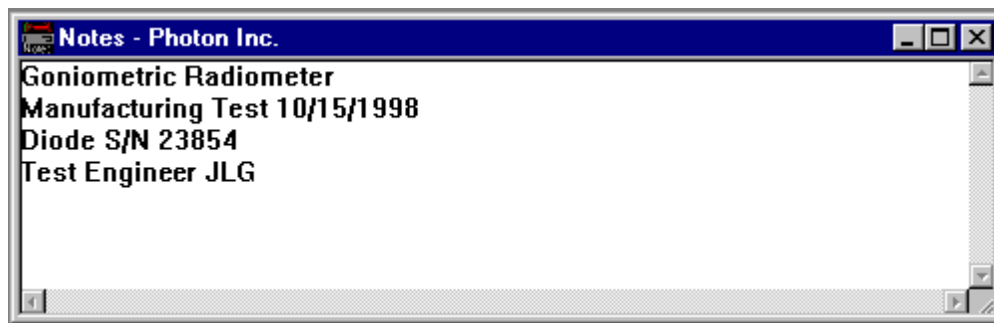 Notes - Photon Inc.
Goniometric Radiometer
Manufacturing Test 10/15/1998
Diode S/N 23854
Test Engineer JLG